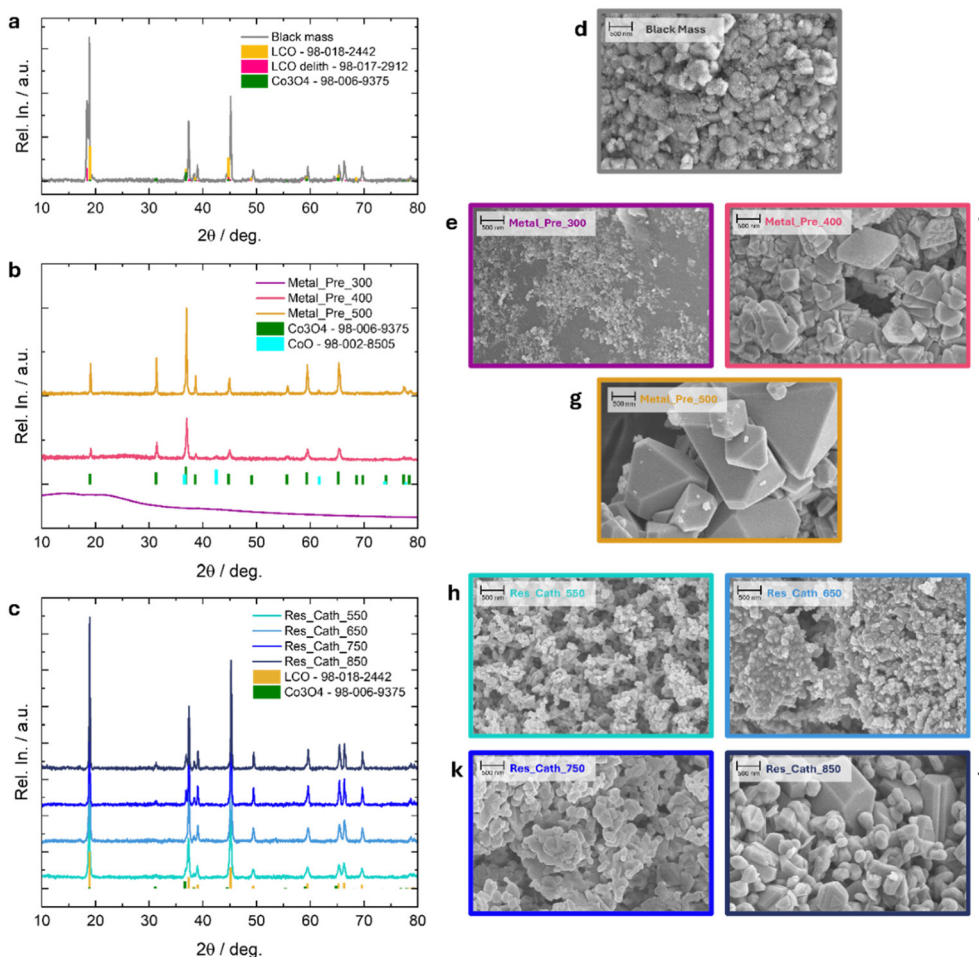 a
Rel. In. / a.u.
Black mass
LCO - 98-018-2442
LCO delith - 98-017-2912
Co3O4 - 98-006-9375
10 20 30 40 50 60 70 80
2θ / deg.
b
Rel. In. / a.u.
Metal_Pre_300
Metal_Pre_400
Metal_Pre_500
Co3O4 - 98-006-9375
CoO - 98-002-8505
10 20 30 40 50 60 70 80
2θ / deg.
c
Rel. In. / a.u.
Res_Cath_550
Res_Cath_650
Res_Cath_750
Res_Cath_850
LCO - 98-018-2442
Co3O4 - 98-006-9375
10 20 30 40 50 60 70 80
2θ / deg.
d
500 nm
Black Mass
e
500 nm
Metal_Pre_300
500 nm
Metal_Pre_400
g
500 nm
Metal_Pre_500
h
500 nm
Res_Cath_550
500 nm
Res_Cath_650
k
500 nm
Res_Cath_750
500 nm
Res_Cath_850